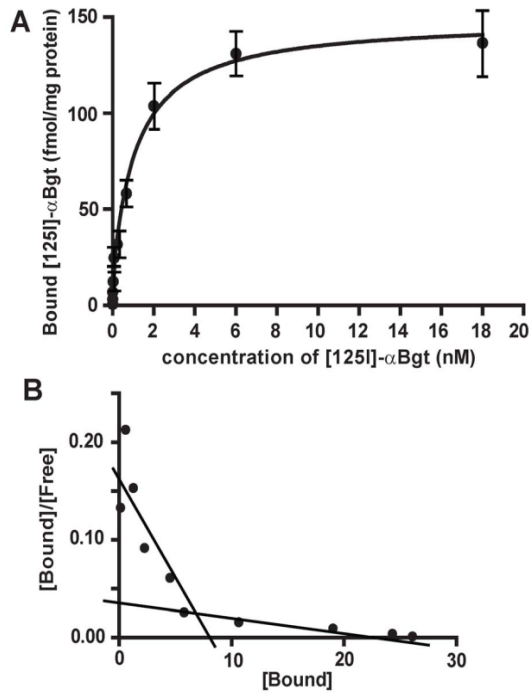 A
Bound [125I]-αBgt (fmol/mg protein)
150
100
50
0
0 2 4 6 8 10 12 14 16 18 20
concentration of [125I]-αBgt (nM)
B
[Bound]/[Free]
0.20
0.10
0.00
0 10 20 30
[Bound]